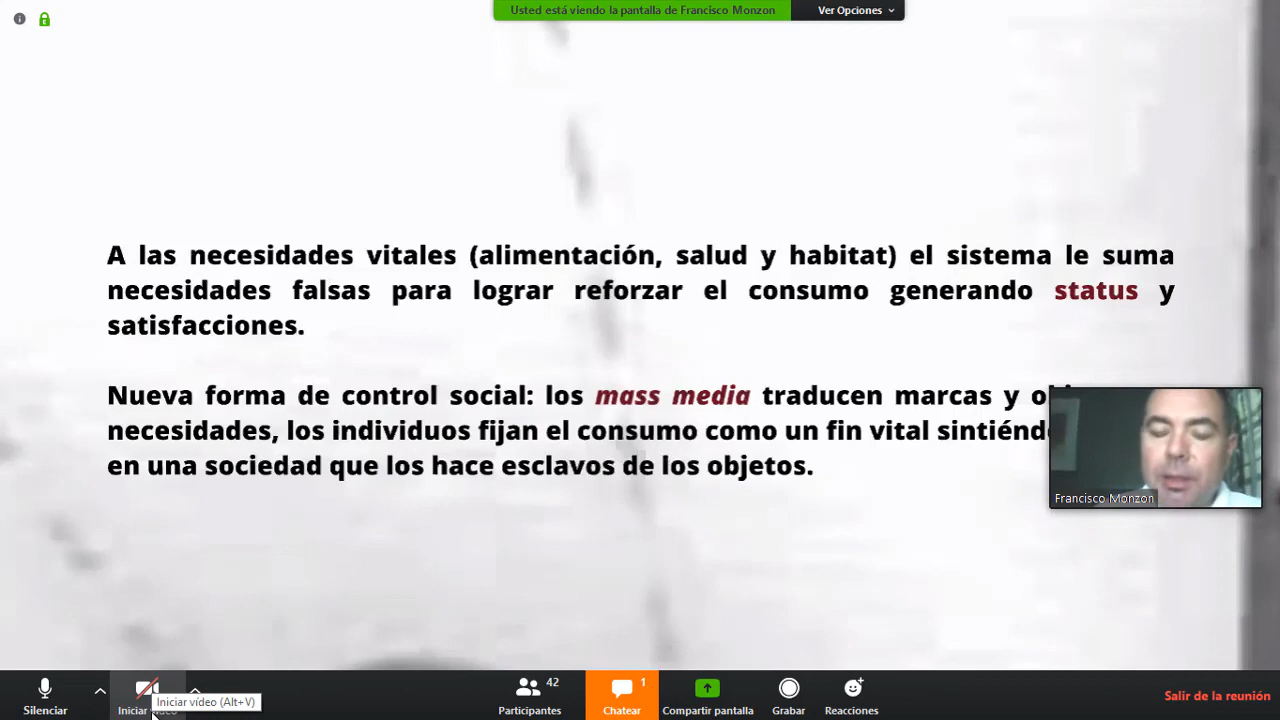 Usted está viendo la pantalla de Francisco Monzon
Ver Opciones
A las necesidades vitales (alimentación, salud y habitat) el sistema le suma
necesidades falsas para lograr reforzar el consumo generando status y
satisfacciones.
Nueva forma de control social: los mass media traducen marcas y
necesidades, los individuos fijan el consumo como un fin vital
en una sociedad que los hace esclavos de los objetos.
Francisco Monzon
Silenciar
Iniciar vídeo (Alt+V)
42
Participantes
1
Chatear
Compartir pantalla
Grabar
Reacciones
Salir de la reunión